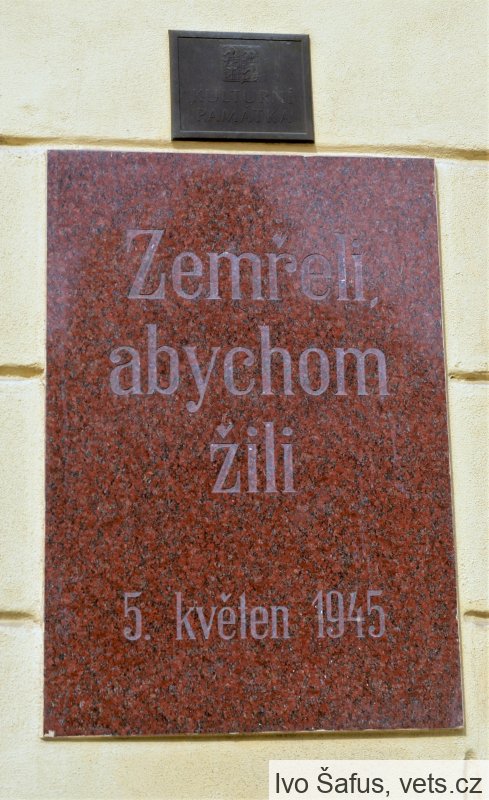 KULTURNÍ
PAMÁTKA
Zemřeli,
abychom
žili
5. květen 1945
Ivo Šafus, vets.cz